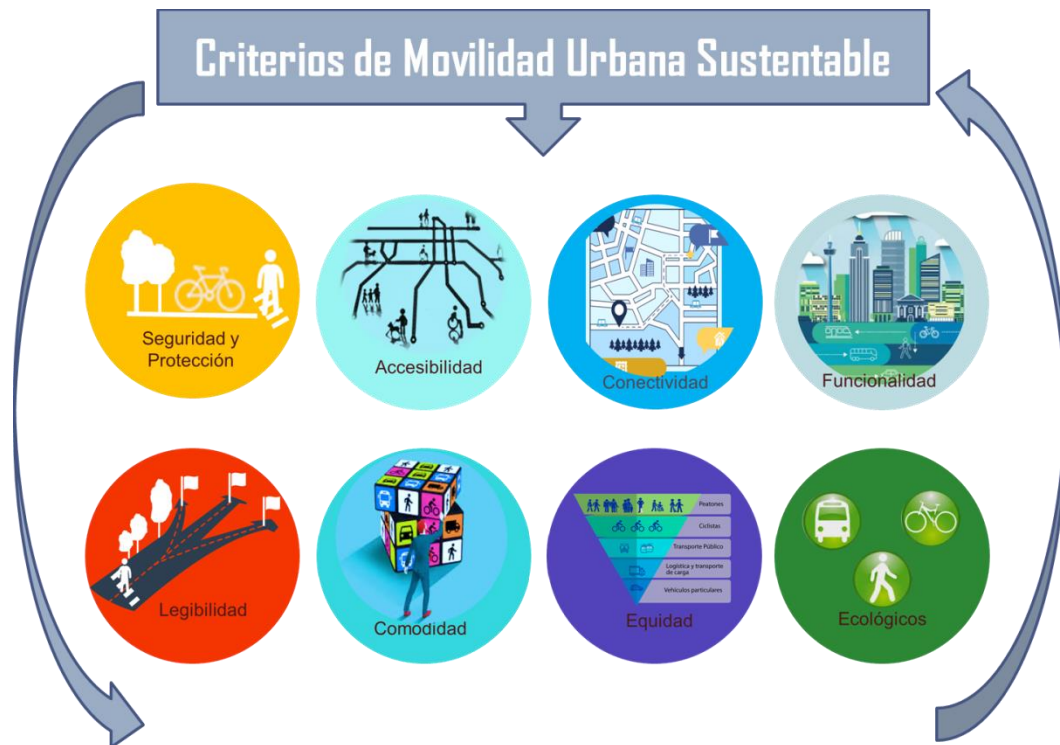 Criterios de Movilidad Urbana Sustentable
Seguridad y
Protección
Accesibilidad
Conectividad
Funcionalidad
Legibilidad
Comodidad
Peatones
Ciclistas
Transporte Público
Logística y transporte
de carga
Vehículos particulares
Equidad
Ecológicos